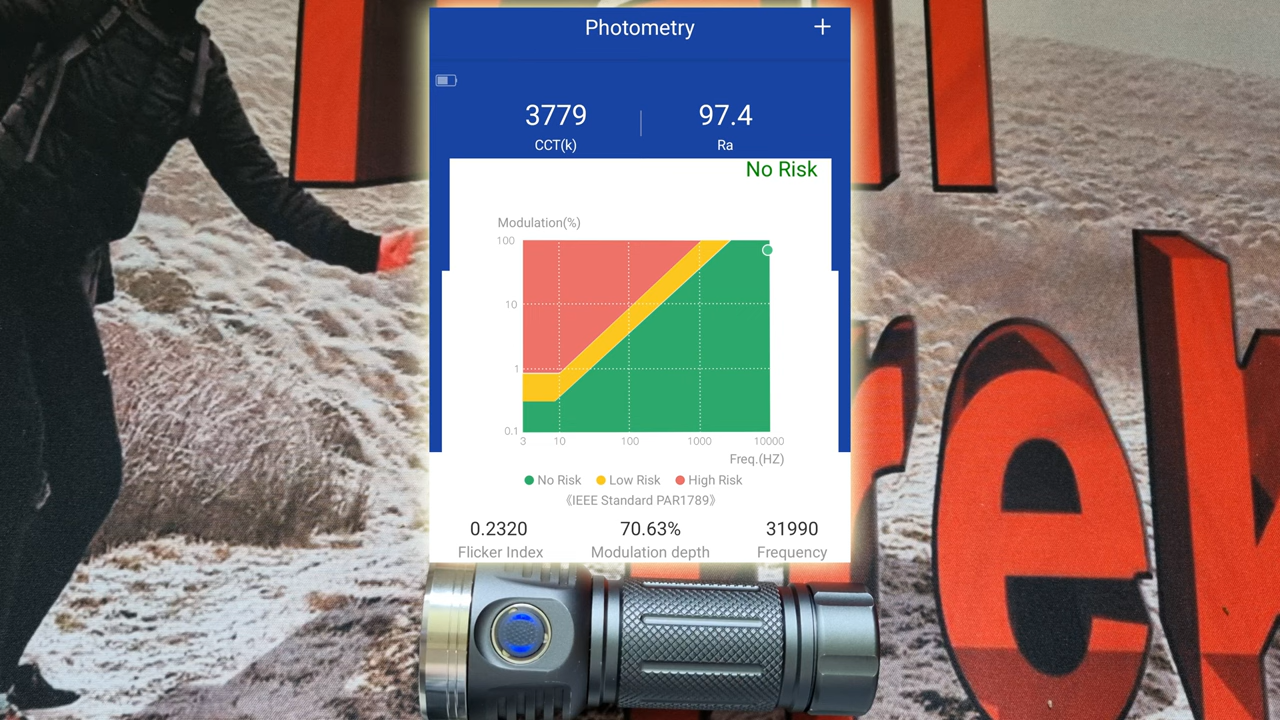 Photometry +
3779 97.4
CCT(k) Ra
No Risk
Modulation(%)
100
10
1
0.1
3 10 100 1000 10000
Freq.(HZ)
No Risk Low Risk High Risk
《IEEE Standard PAR1789》
0.2320 70.63% 31990
Flicker Index Modulation depth Frequency